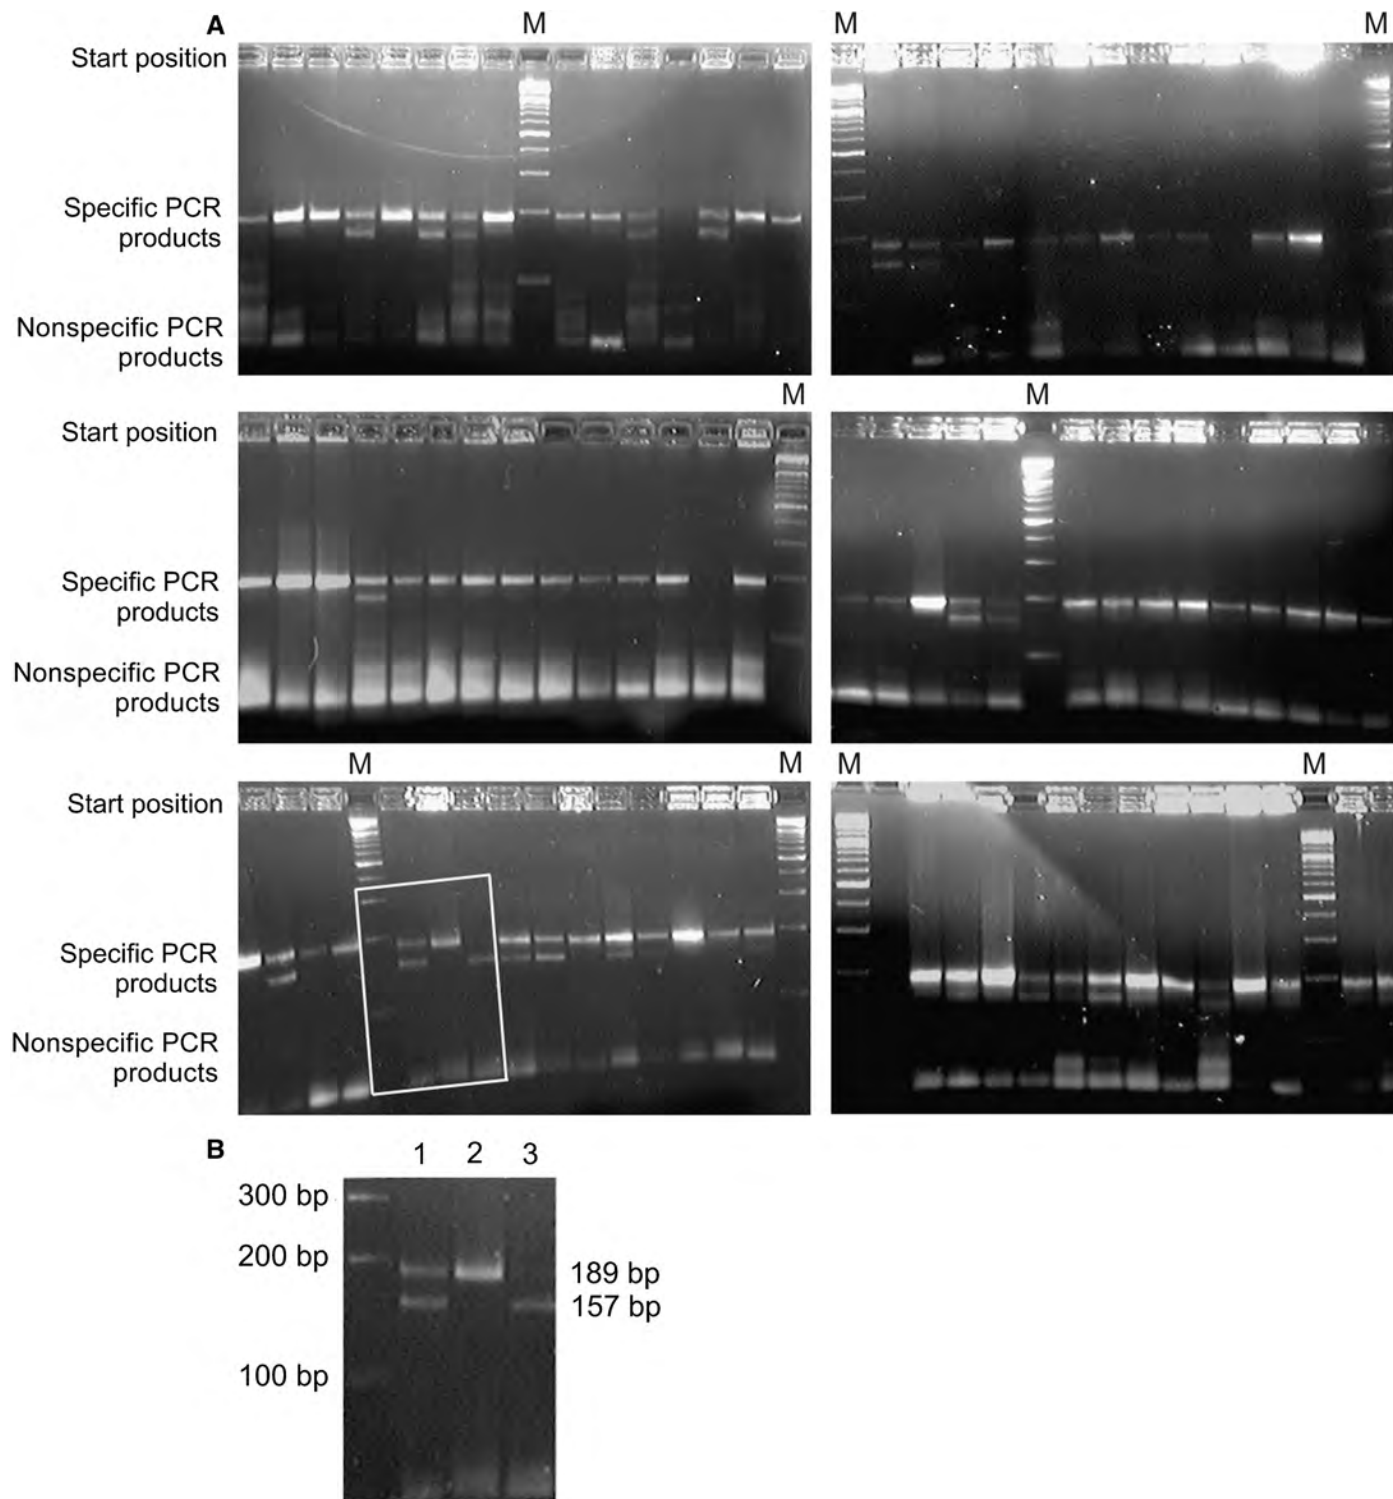 A
M
M
M
Start position
Specific PCR
products
Nonspecific PCR
products
M
M
Start position
Specific PCR
products
Nonspecific PCR
products
M
M
M
M
Start position
Specific PCR
products
Nonspecific PCR
products
B
1 2 3
300 bp
200 bp
189 bp
157 bp
100 bp